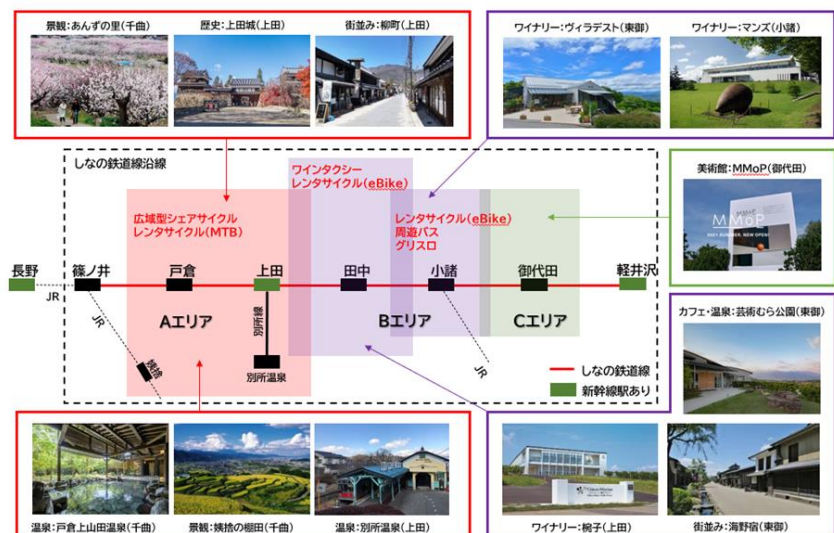 景観:あんずの里(千曲)
歴史:上田城(上田)
街並み:柳町(上田)
ワイナリー:ヴィラデスト(東御)
ワイナリー:マンズ(小諸)
しなの鉄道線沿線
ワインタクシー
レンタサイクル(eBike)
広域型シェアサイクル
レンタサイクル(MTB)
レンタサイクル(eBike)
周遊バス
グリスロ
美術館:MMoP(御代田)
MMoP
2021 SUMMER, NEW OPEN!
長野
篠ノ井
戸倉
上田
田中
小諸
御代田
軽井沢
JR
JR
姨捨
Aエリア
別所線
別所温泉
Bエリア
JR
Cエリア
しなの鉄道線
新幹線駅あり
カフェ・温泉:芸術むら公園(東御)
温泉:戸倉上山田温泉(千曲)
景観:姨捨の棚田(千曲)
温泉:別所温泉(上田)
ワイナリー:椀子(上田)
街並み:海野宿(東御)